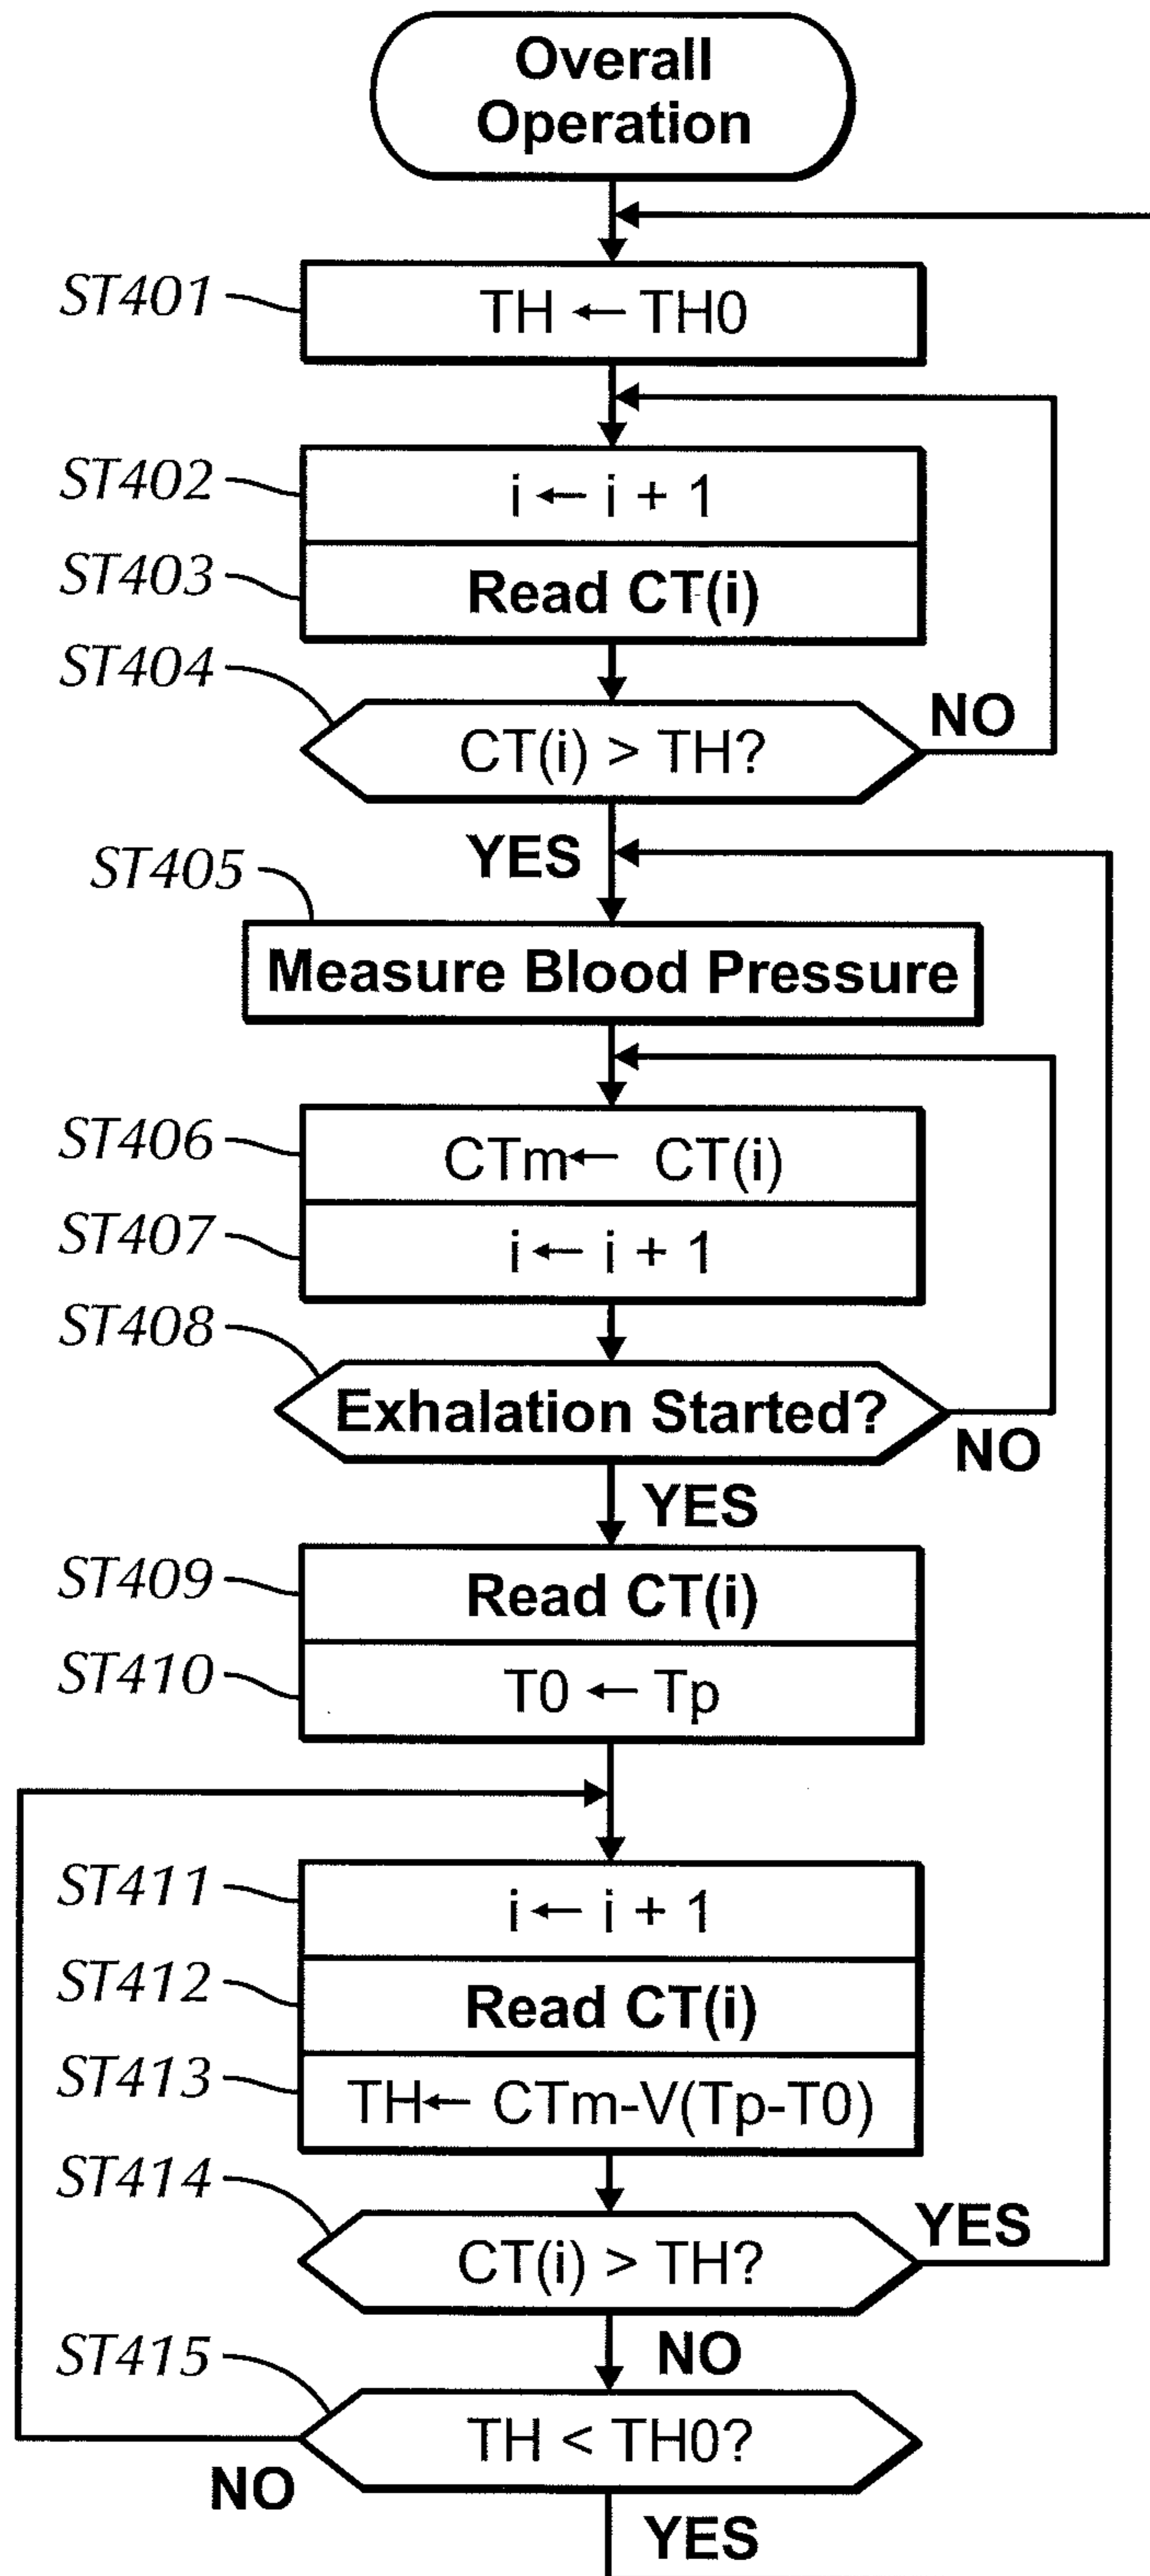 Overall
Operation
ST401
TH ← TH0
ST402
i ← i + 1
ST403
Read CT(i)
ST404
CT(i) > TH?
NO
YES
ST405
Measure Blood Pressure
ST406
CTm← CT(i)
ST407
i ← i + 1
ST408
Exhalation Started?
NO
YES
ST409
Read CT(i)
ST410
T0 ← Tp
ST411
i ← i + 1
ST412
Read CT(i)
ST413
TH← CTm-V(Tp-T0)
ST414
CT(i) > TH?
YES
NO
ST415
TH < TH0?
NO
YES